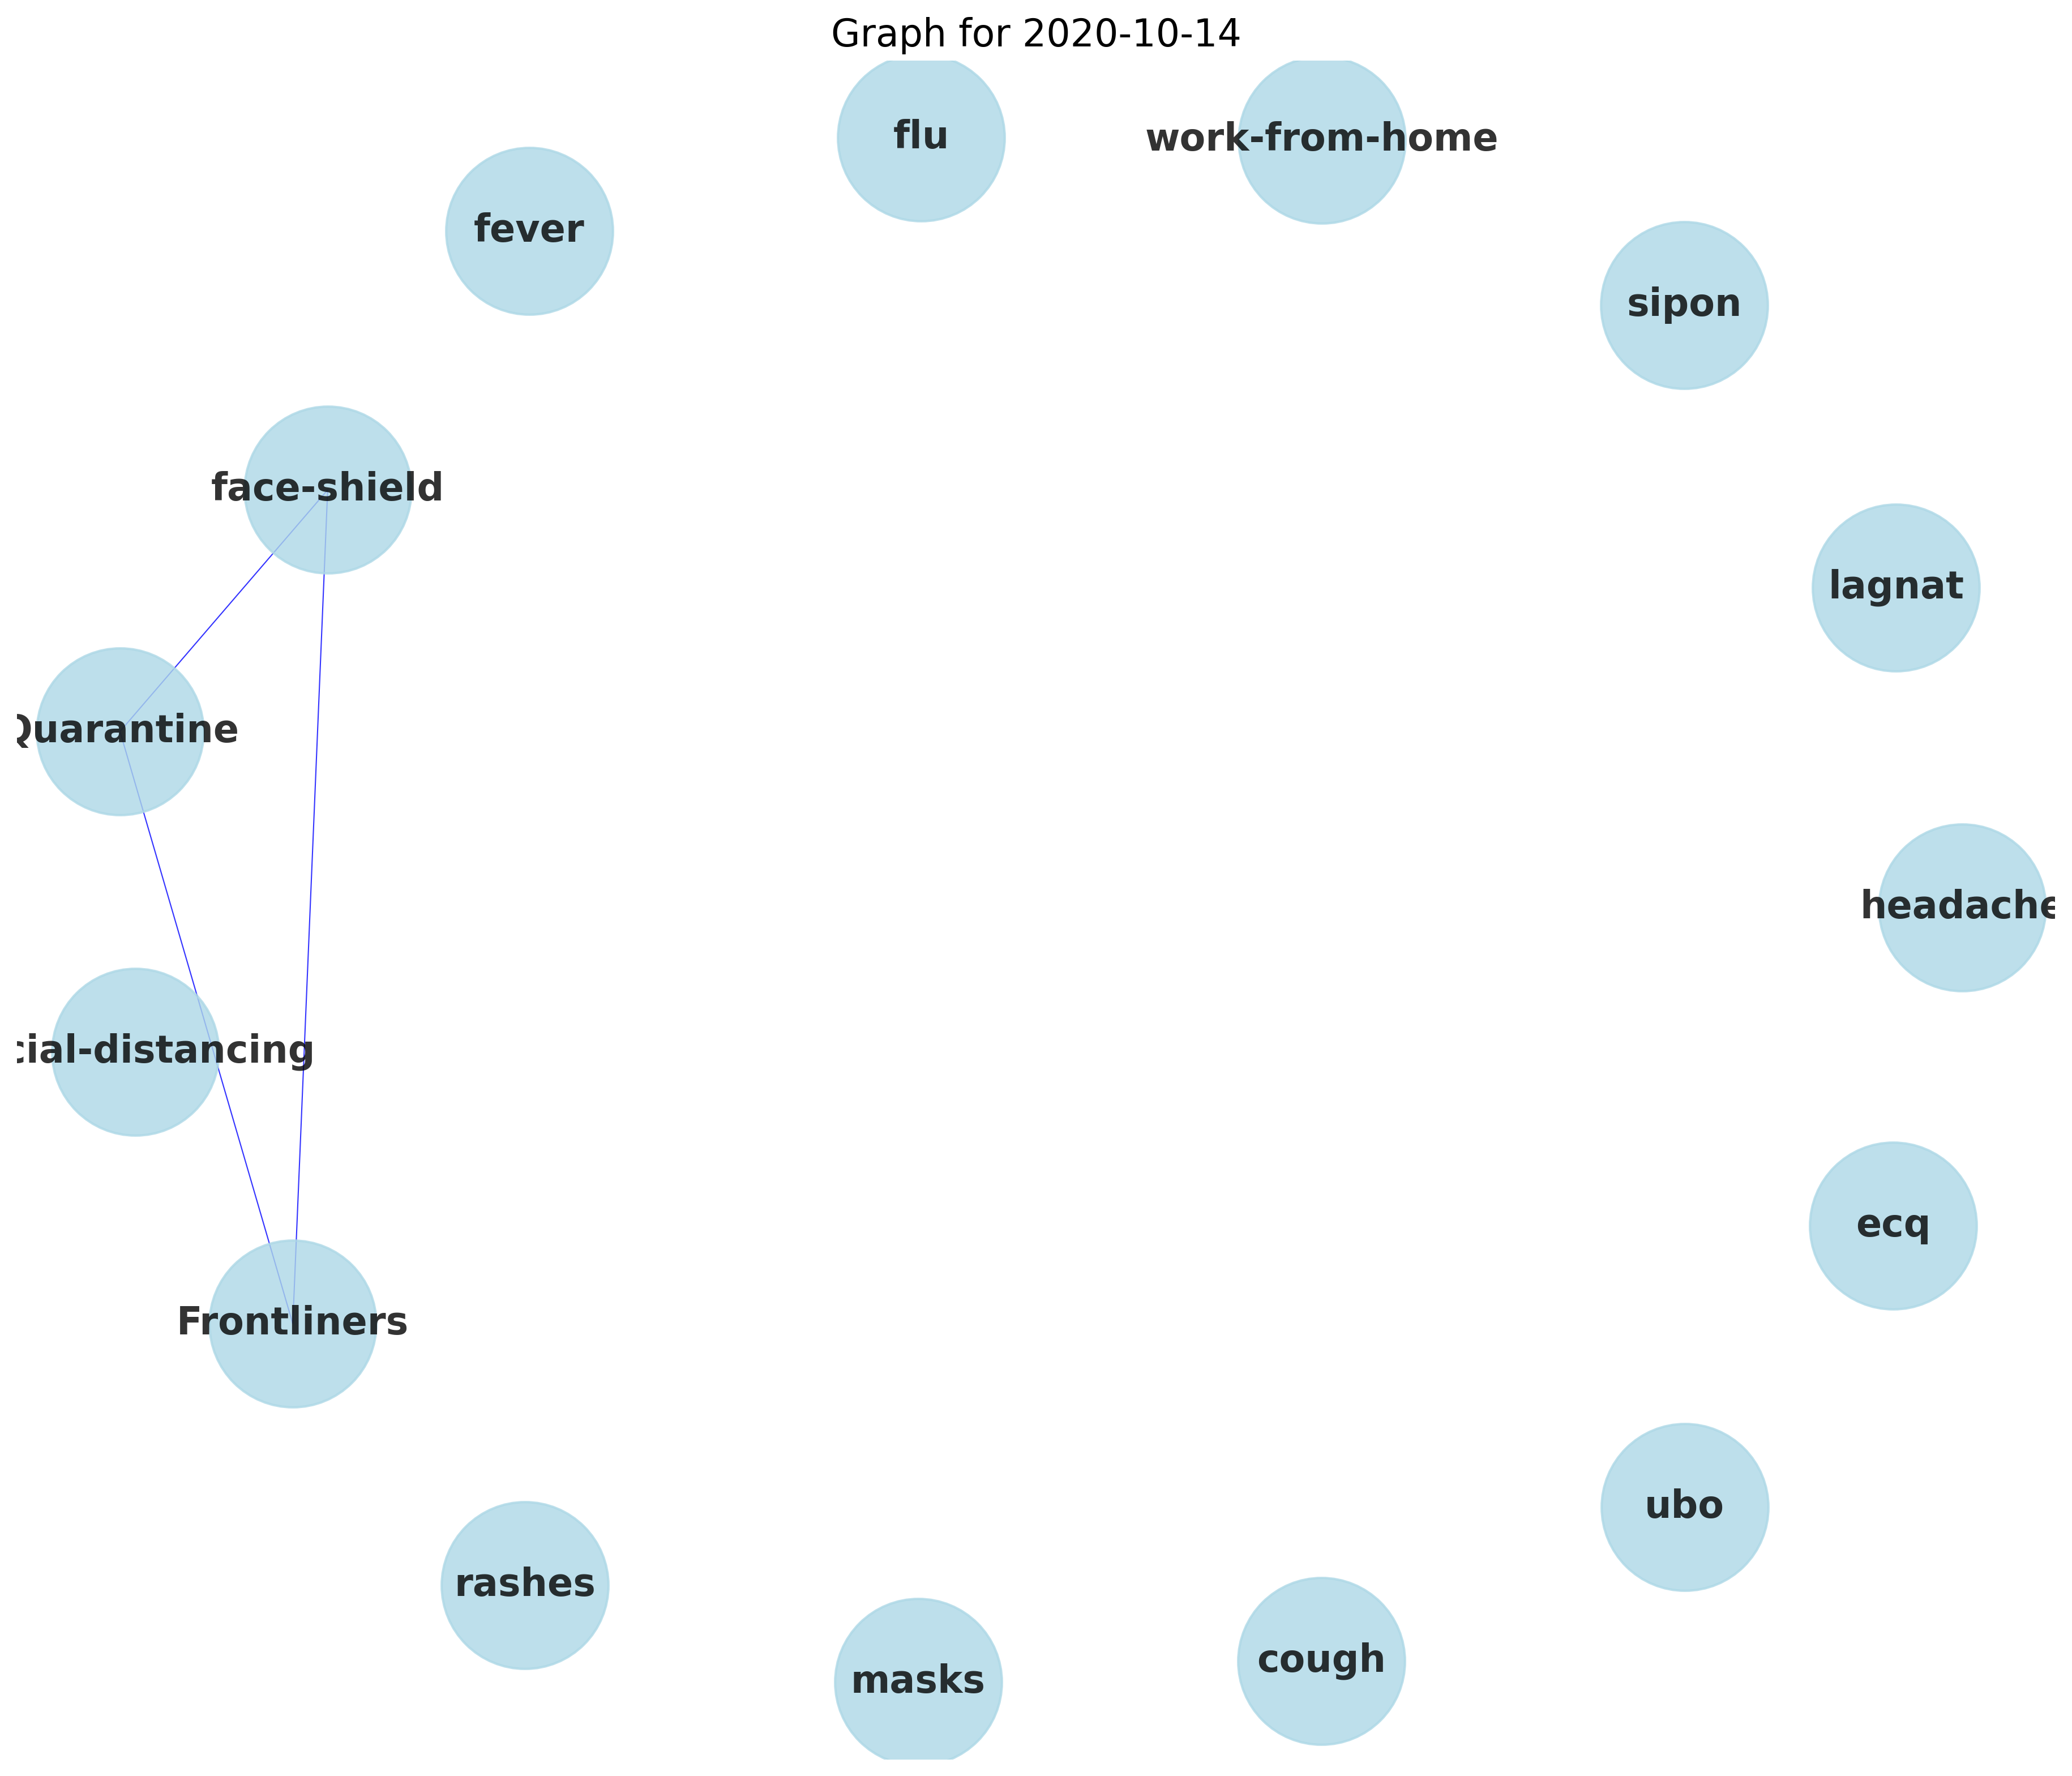 Graph for 2020-10-14
flu
work-from-home
fever
sipon
face-shield
lagnat
Quarantine
headache
cial-distancing
ecq
Frontliners
ubo
rashes
cough
masks